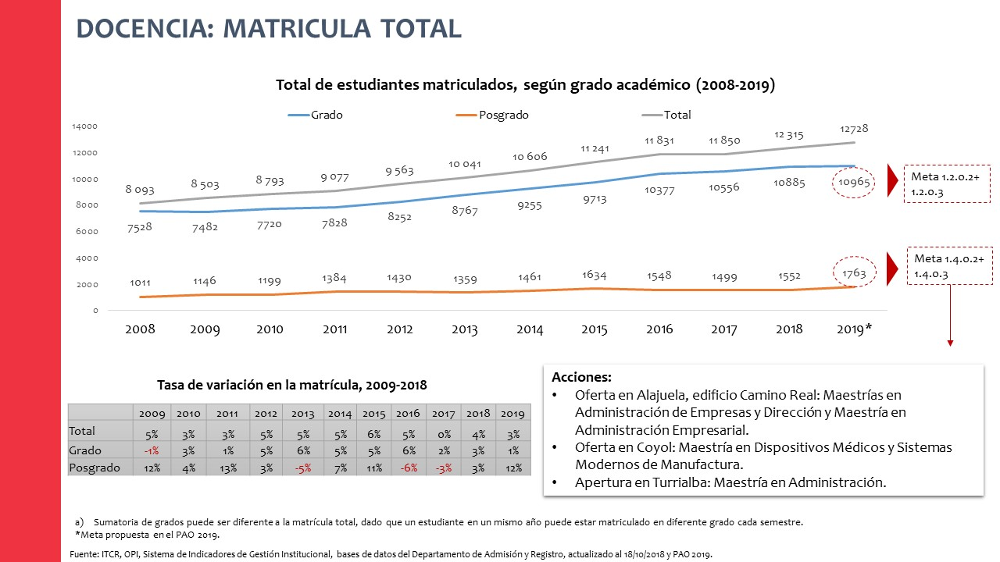 DOCENCIA: MATRICULA TOTAL
Total de estudiantes matriculados, según grado académico (2008-2019)
Grado Posgrado Total
14000
12000
10000
8000
6000
4000
2000
0
8 093 8 503 8 793 9 077 9 563 10 041 10 606 11 241 11 831 11 850 12 315 12728
7528 7482 7720 7828 8252 8767 9255 9713 10377 10556 10885 10965
1011 1146 1199 1384 1430 1359 1461 1634 1548 1499 1552 1763
2008 2009 2010 2011 2012 2013 2014 2015 2016 2017 2018 2019*
Meta 1.2.0.2+
1.2.0.3
Meta 1.4.0.2+
1.4.0.3
Tasa de variación en la matrícula, 2009-2018
2009 2010 2011 2012 2013 2014 2015 2016 2017 2018 2019
Total 5% 3% 3% 5% 5% 5% 6% 5% 0% 4% 3%
Grado -1% 3% 1% 5% 6% 5% 5% 6% 2% 3% 1%
Posgrado 12% 4% 13% 3% -5% 7% 11% -6% -3% 3% 12%
Acciones:
• Oferta en Alajuela, edificio Camino Real: Maestrías en
Administración de Empresas y Dirección y Maestría en
Administración Empresarial.
• Oferta en Coyol: Maestría en Dispositivos Médicos y Sistemas
Modernos de Manufactura.
• Apertura en Turrialba: Maestría en Administración.
a) Sumatoria de grados puede ser diferente a la matrícula total, dado que un estudiante en un mismo año puede estar matriculado en diferente grado cada semestre.
*Meta propuesta en el PAO 2019.
Fuente: ITCR, OPI, Sistema de Indicadores de Gestión Institucional, bases de datos del Departamento de Admisión y Registro, actualizado al 18/10/2018 y PAO 2019.